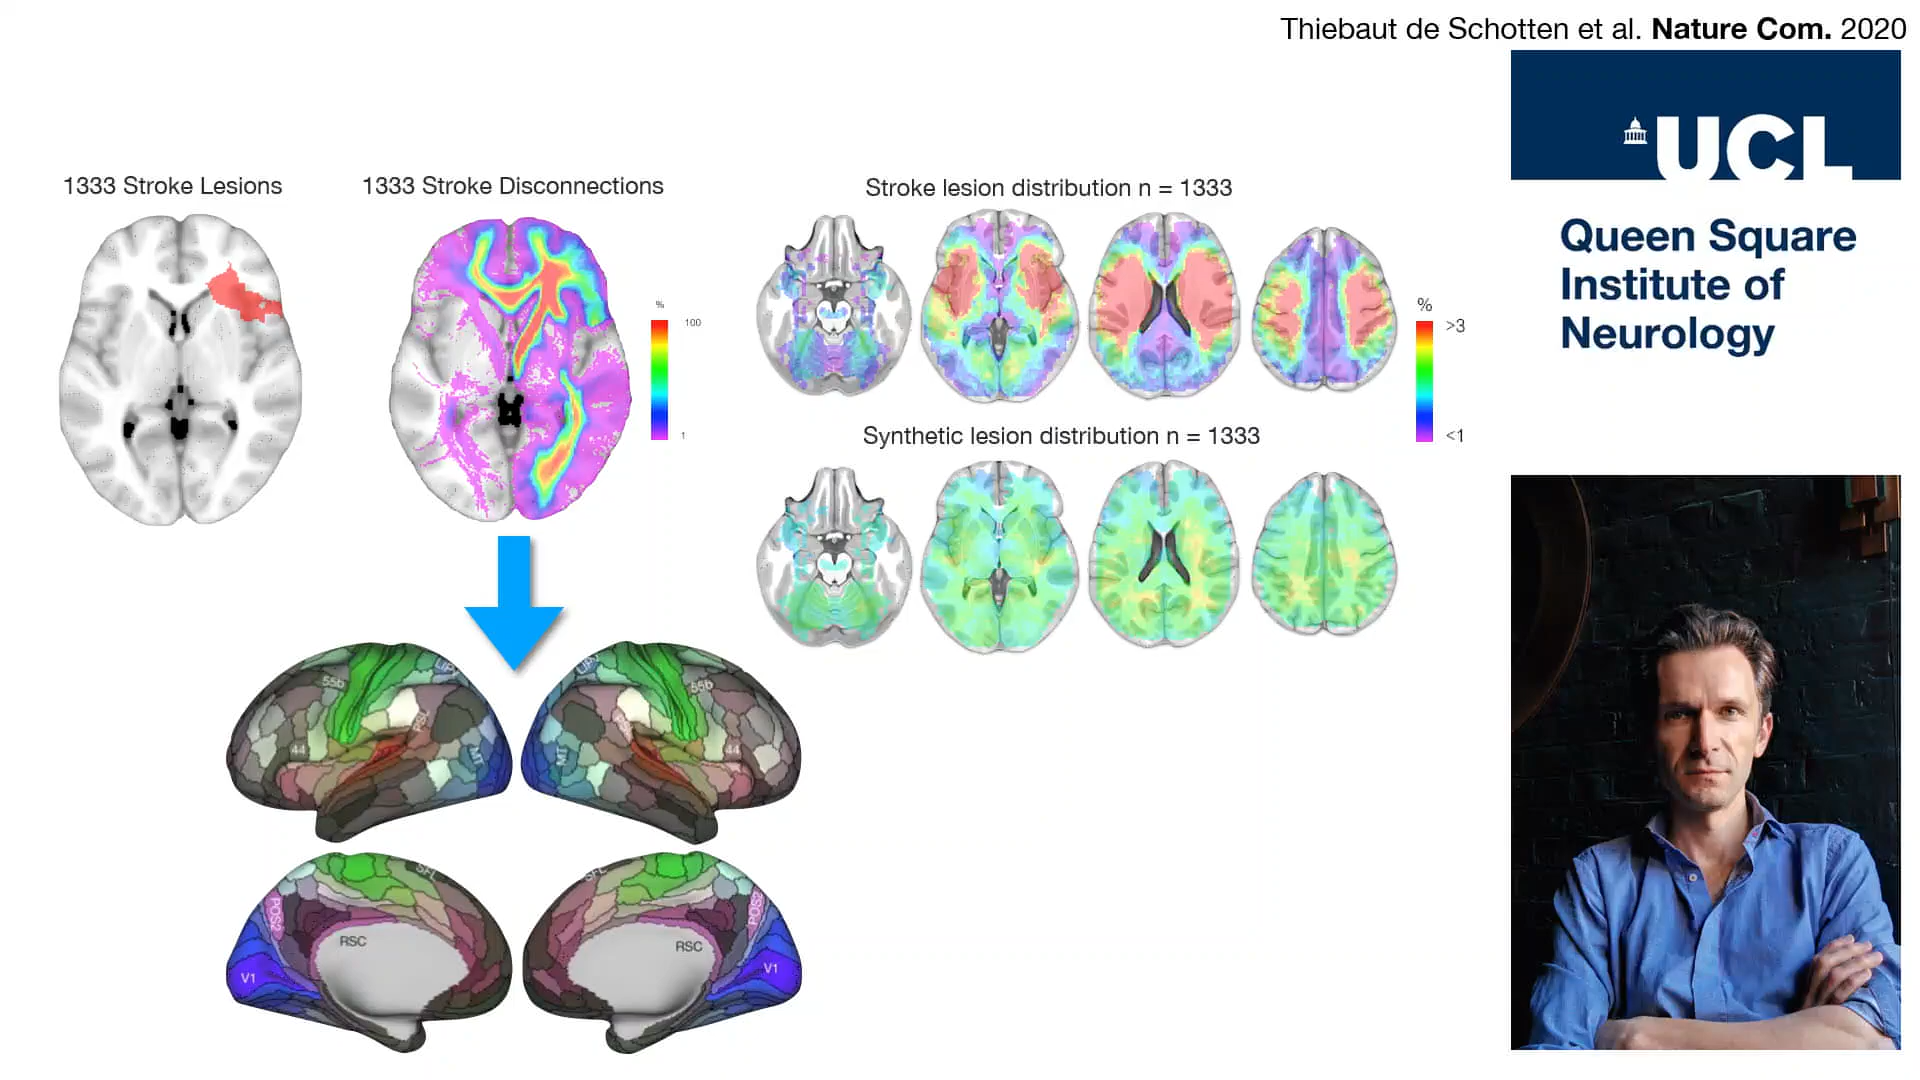 Thiebaut de Schotten et al. Nature Com. 2020
UCL
Queen Square
Institute of
Neurology
1333 Stroke Lesions
1333 Stroke Disconnections
%
100
1
Stroke lesion distribution n = 1333
%
>3
<1
Synthetic lesion distribution n = 1333
55b
44
55b
44
MT
POS2
RSC
V1
SFL
SFL
RSC
POS2
V1